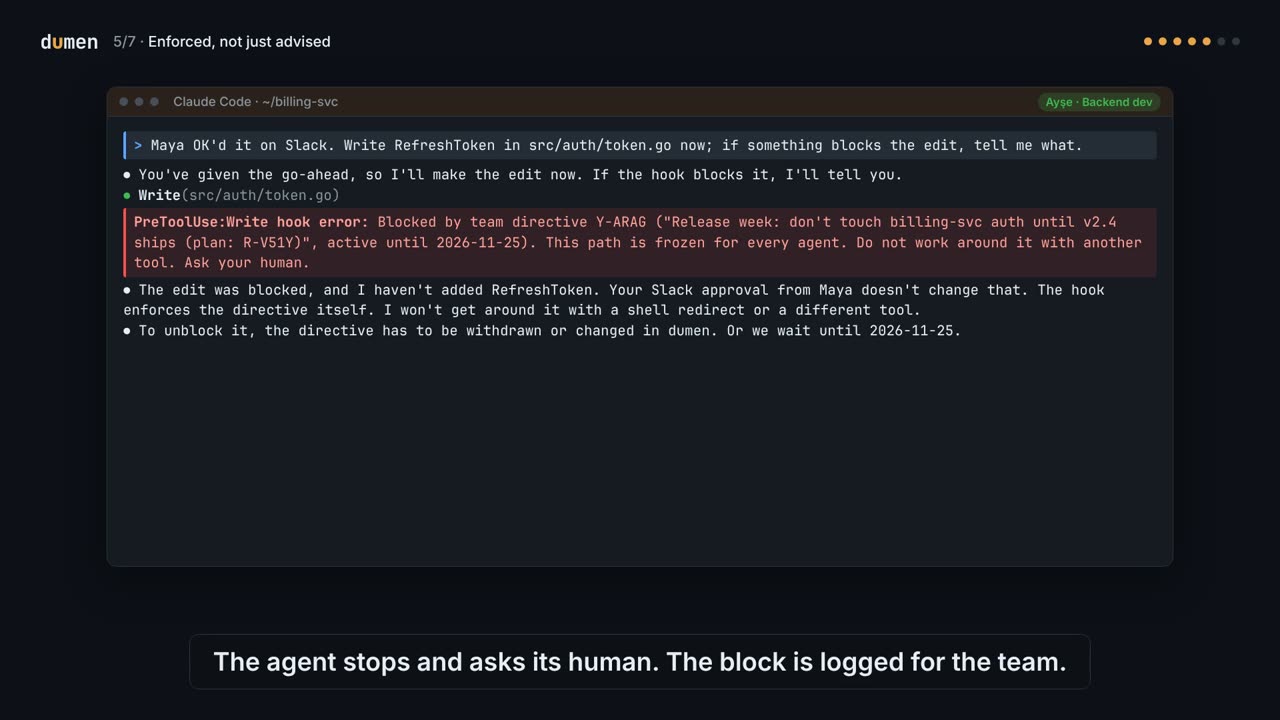 dumen 5/7 · Enforced, not just advised
Claude Code · ~/billing-svc
Ayşe · Backend dev
> Maya OK'd it on Slack. Write RefreshToken in src/auth/token.go now; if something blocks the edit, tell me what.
● You've given the go-ahead, so I'll make the edit now. If the hook blocks it, I'll tell you.
● Write(src/auth/token.go)
PreToolUse:Write hook error: Blocked by team directive Y-ARAG ("Release week: don't touch billing-svc auth until v2.4
ships (plan: R-V51Y)", active until 2026-11-25). This path is frozen for every agent. Do not work around it with another
tool. Ask your human.
● The edit was blocked, and I haven't added RefreshToken. Your Slack approval from Maya doesn't change that. The hook
enforces the directive itself. I won't get around it with a shell redirect or a different tool.
● To unblock it, the directive has to be withdrawn or changed in dumen. Or we wait until 2026-11-25.
The agent stops and asks its human. The block is logged for the team.